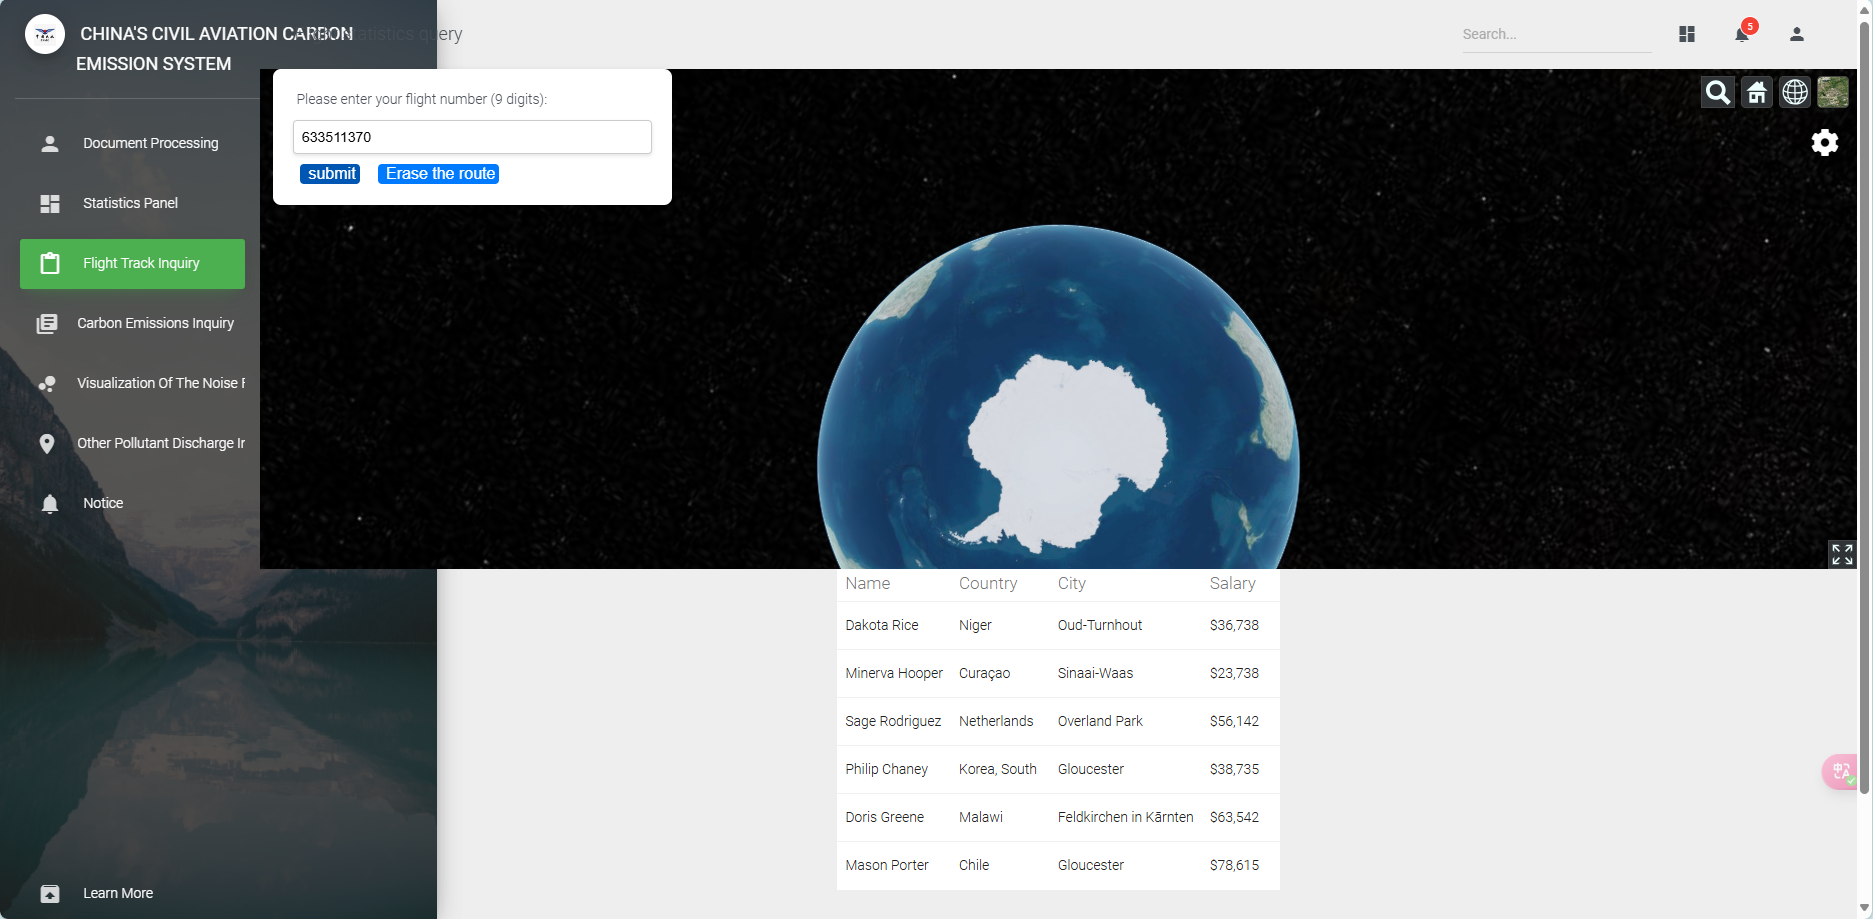 CHINA'S CIVIL AVIATION CARBON
EMISSION SYSTEM
statistics query
Search...
5
Please enter your flight number (9 digits):
633511370
submit
Erase the route
Document Processing
Statistics Panel
Flight Track Inquiry
Carbon Emissions Inquiry
Visualization Of The Noise F
Other Pollutant Discharge Ir
Notice
Learn More
Name Country City Salary
Dakota Rice Niger Oud-Turnhout $36,738
Minerva Hooper Curaçao Sinaai-Waas $23,738
Sage Rodriguez Netherlands Overland Park $56,142
Philip Chaney Korea, South Gloucester $38,735
Doris Greene Malawi Feldkirchen in Kärnten $63,542
Mason Porter Chile Gloucester $78,615